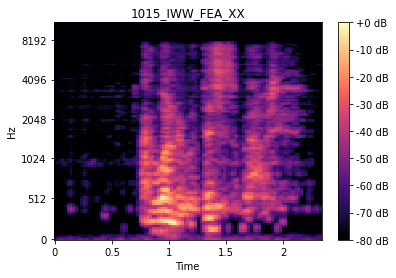 1015_IWW_FEA_XX
+0 dB
8192
-10 dB
4096
-20 dB
-30 dB
2048
Hz
-40 dB
1024
-50 dB
512
-60 dB
-70 dB
0
-80 dB
0 0.5 1 1.5 2
Time